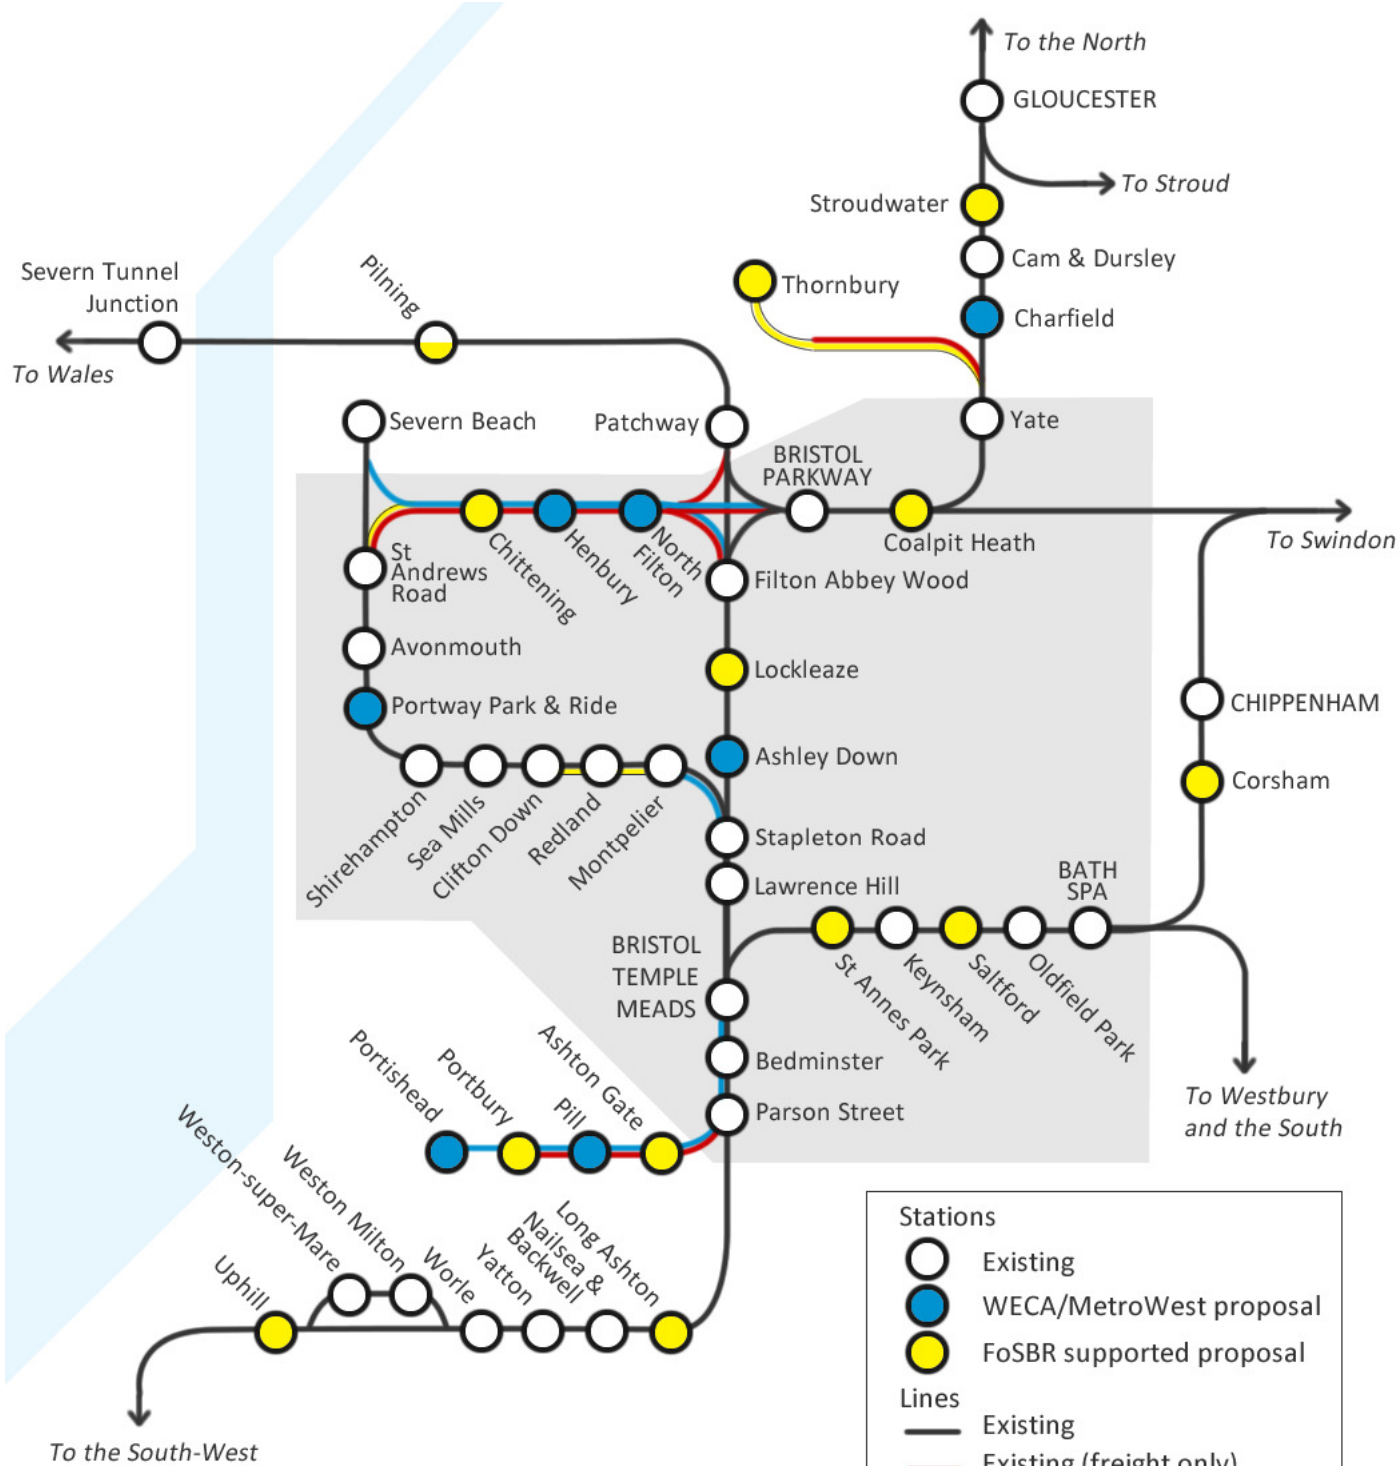 To the North
GLOUCESTER
To Stroud
Stroudwater
Cam & Dursley
Severn Tunnel
Junction
Pilning
Thornbury
Charfield
To Wales
Severn Beach
Patchway
Yate
BRISTOL
PARKWAY
St
Andrews
Road
Chittening
Henbury
North
Filton
Coalpit Heath
To Swindon
Filton Abbey Wood
Avonmouth
Lockleaze
Portway Park & Ride
CHIPPENHAM
Ashley Down
Corsham
Shirehampton
Sea Mills
Clifton Down
Redland
Montpelier
Stapleton Road
Lawrence Hill
BATH
SPA
BRISTOL
TEMPLE
MEADS
St Annes Park
Keynsham
Saltford
Oldfield Park
Bedminster
Portishead
Portbury
Pill
Ashton Gate
Parson Street
To Westbury
and the South
Weston-super-Mare
Weston Milton
Worle
Yatton
Nailsea &
Backwell
Long Ashton
Uphill
To the South-West
Stations
Existing
WECA/MetroWest proposal
FoSBR supported proposal
Lines
Existing
Existing (freight only)